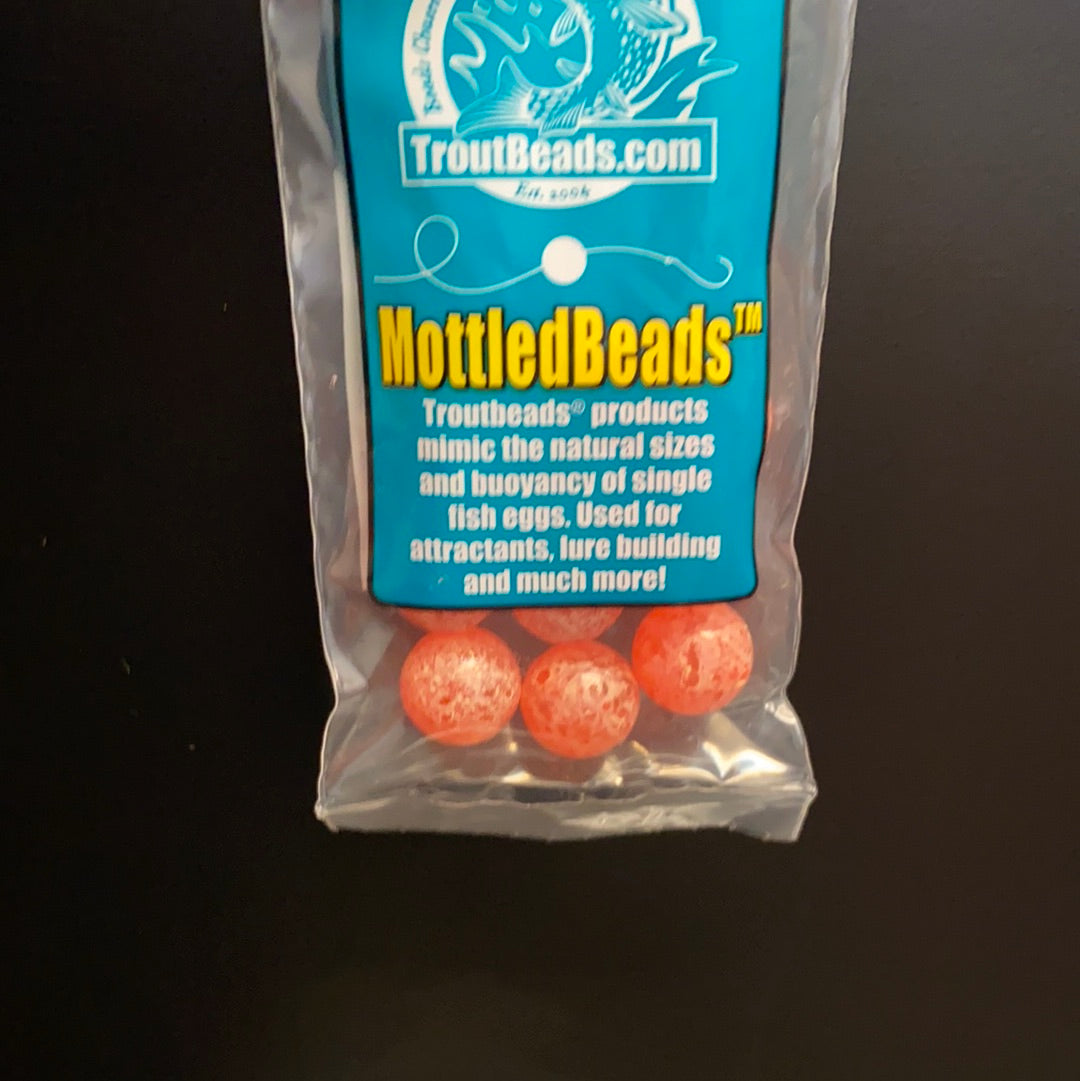 TroutBeads.com
Est. 1996
MottledBeads™
Troutbeads® products
mimic the natural sizes
and buoyancy of single
fish eggs. Used for
attractants, lure building
and much more!